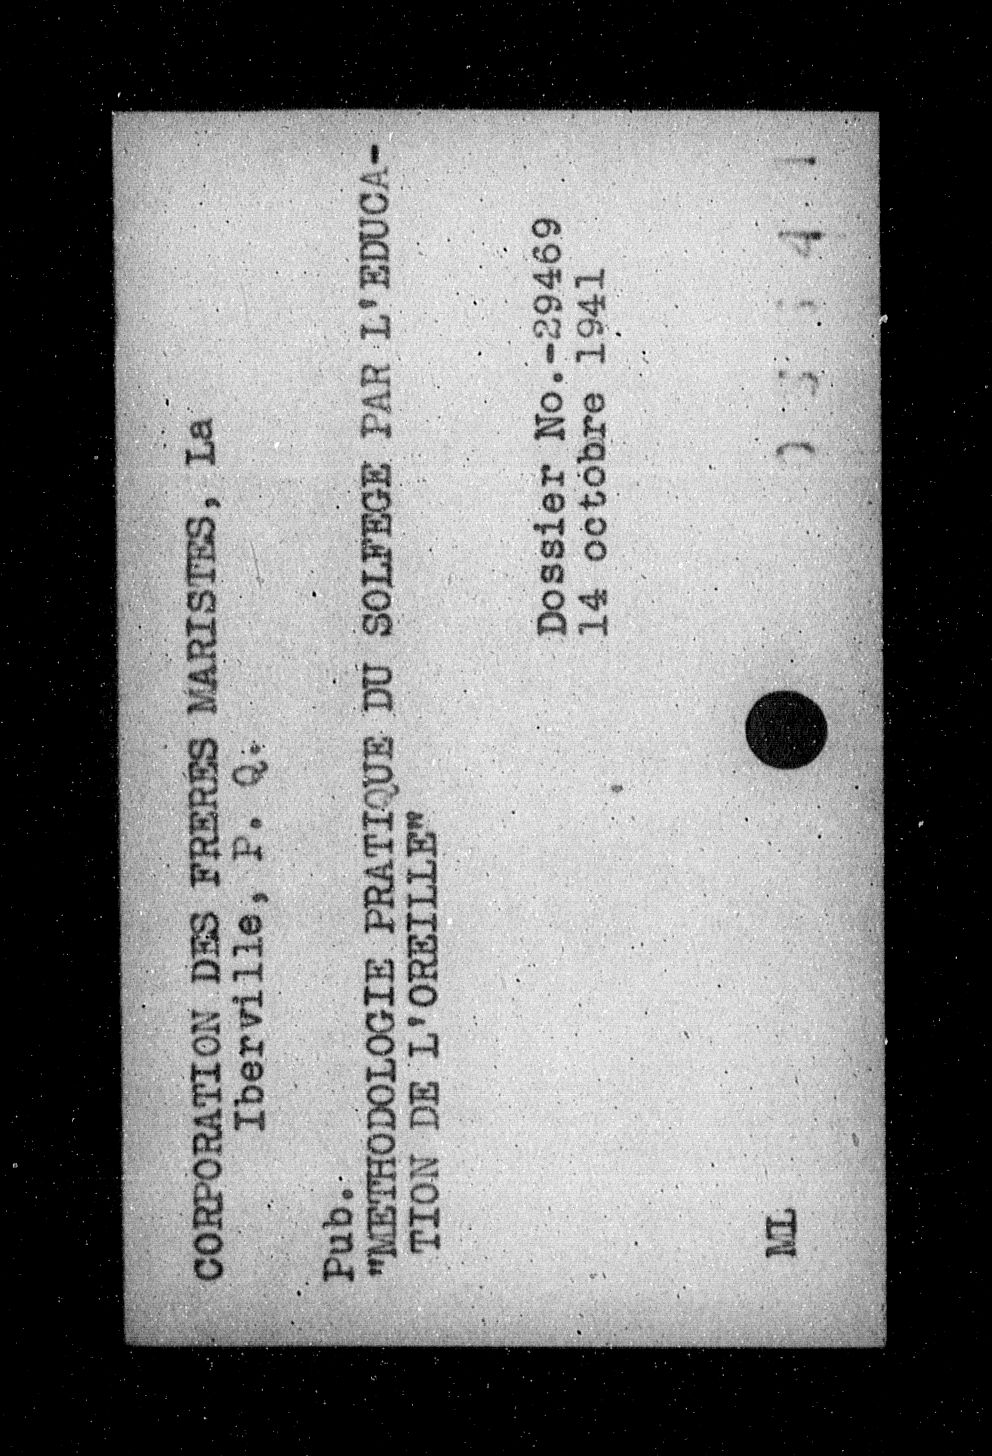 CORPORATION DES FRERES MARISTES, La
Iberville, P. Q.
Pub.
"METHODOLOGIE PRATIQUE DU SOLFEGE PAR L'EDUCA-
TION DE L'OREILLE"
Dossier No.-29469
14 octobre 1941
ML